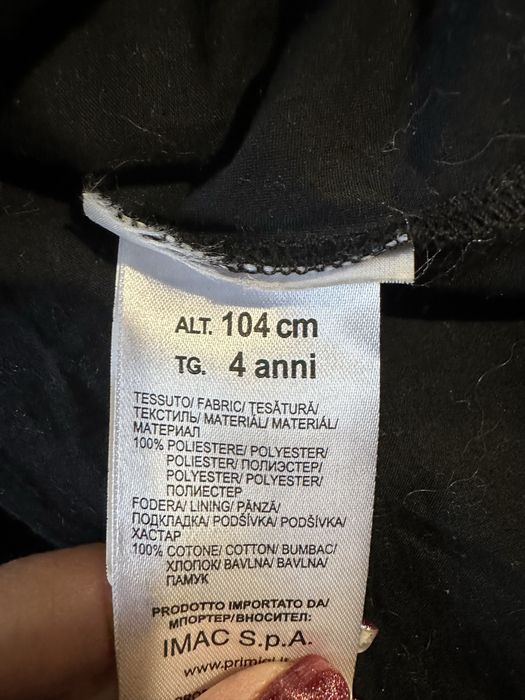 ALT. 104 cm
TG. 4 anni
TESSUTO/ FABRIC/ ȚESĂTURĂ/
ТЕКСТИЛЬ/ MATERIÁL/ MATERIÁL/
МАТЕРИАЛ
100% POLIESTERE/ POLYESTER/
POLIESTER/ ПОЛИЭСТЕР/
POLYESTER/ POLYESTER/
ПОЛИЕСТЕР
FODERA/ LINING/ PÂNZĂ/
ПОДКЛАДКА/ PODŠÍVKA/ PODŠÍVKA/
ХАСТАР
100% COTONE/ COTTON/ BUMBAC/
ХЛОПОК/ BAVLNA/ BAVLNA/
ПАМУК
PRODOTTO IMPORTATO DA/
МПОРТЕР/ВНОСИТЕЛ:
IMAC S.p.A.